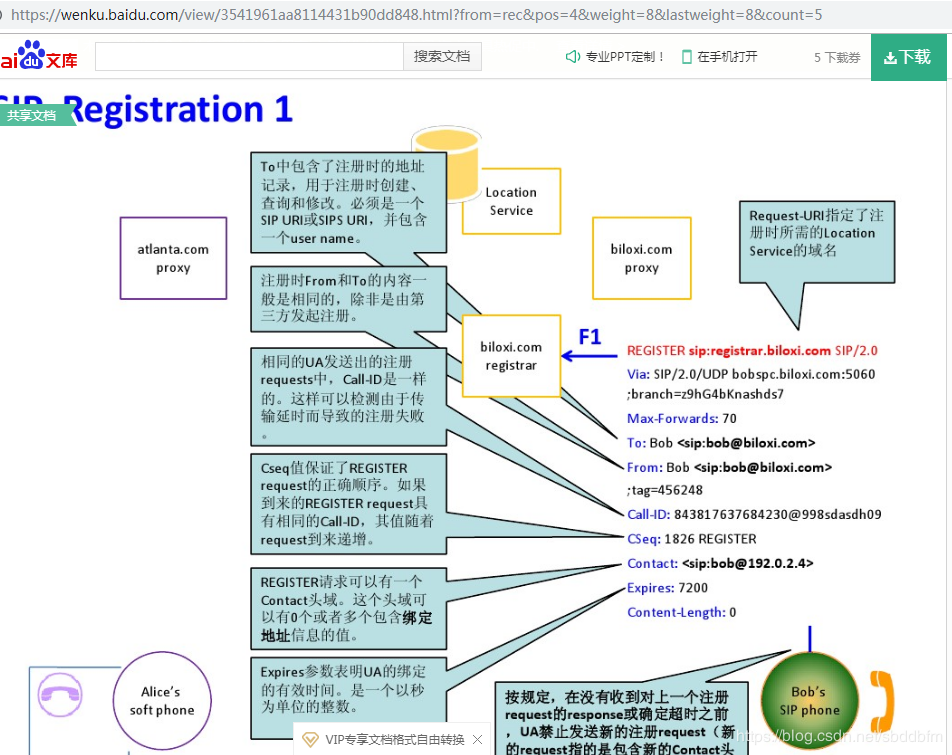 https://wenku.baidu.com/view/3541961aa8114431b90dd848.html?from=rec&pos=4&weight=8&lastweight=8&count=5
Bai du 文库
搜索文档
专业PPT定制！
在手机打开
5 下载券
下载
共享文档
SIP Registration 1
To中包含了注册时的地址
记录，用于注册时创建、
查询和修改。必须是一个
SIP URI或SIPS URI，并包含
一个user name。
Location
Service
atlanta.com
proxy
biloxi.com
proxy
Request-URI指定了注
册时所需的Location
Service的域名
注册时From和To的内容一
般是相同的，除非是由第
三方发起注册。
biloxi.com
registrar
F1
REGISTER sip:registrar.biloxi.com SIP/2.0
Via: SIP/2.0/UDP bobspc.biloxi.com:5060
;branch=z9hG4bKnashds7
Max-Forwards: 70
To: Bob <sip:bob@biloxi.com>
From: Bob <sip:bob@biloxi.com>
;tag=456248
Call-ID: 843817637684230@998sdasdh09
CSeq: 1826 REGISTER
Contact: <sip:bob@192.0.2.4>
Expires: 7200
Content-Length: 0
相同的UA发送出的注册
requests中，Call-ID是一样
的。这样可以检测由于传
输延时而导致的注册失败
。
Cseq值保证了REGISTER
request的正确顺序。如果
到来的REGISTER request具
有相同的Call-ID，其值随着
request到来递增。
REGISTER请求可以有一个
Contact头域。这个头域可
以有0个或者多个包含绑定
地址信息的值。
Expires参数表明UA的绑定
的有效时间。是一个以秒
为单位的整数。
Alice's
soft phone
按规定，在没有收到对上一个注册
request的response或确定超时之前
，UA禁止发送新的注册request（新
的request指的是包含新的Contact头
Bob's
SIP phone
VIP专享文档格式自由转换
https://blog.csdn.net/sbddbfm